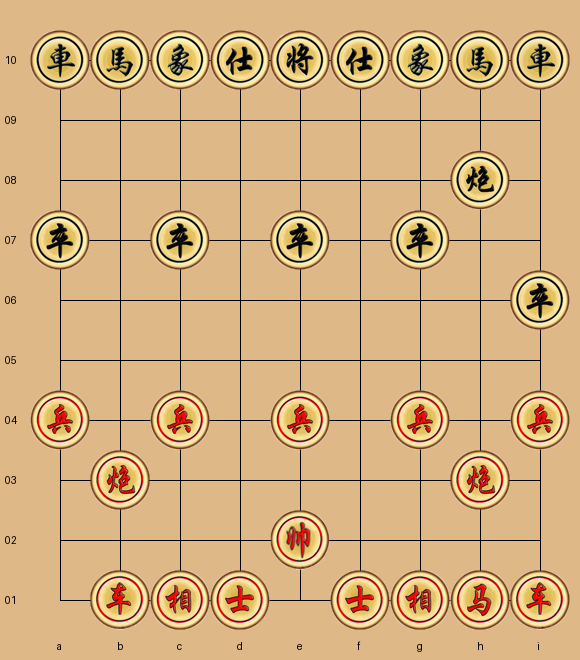 10 車 馬 象 仕 将 仕 象 馬 車
09
08 炮
07 卒 卒 卒 卒
06 卒
05
04 兵 兵 兵 兵 兵
03 炮 炮
02 帅
01 车 相 士 士 相 马 车
a b c d e f g h i